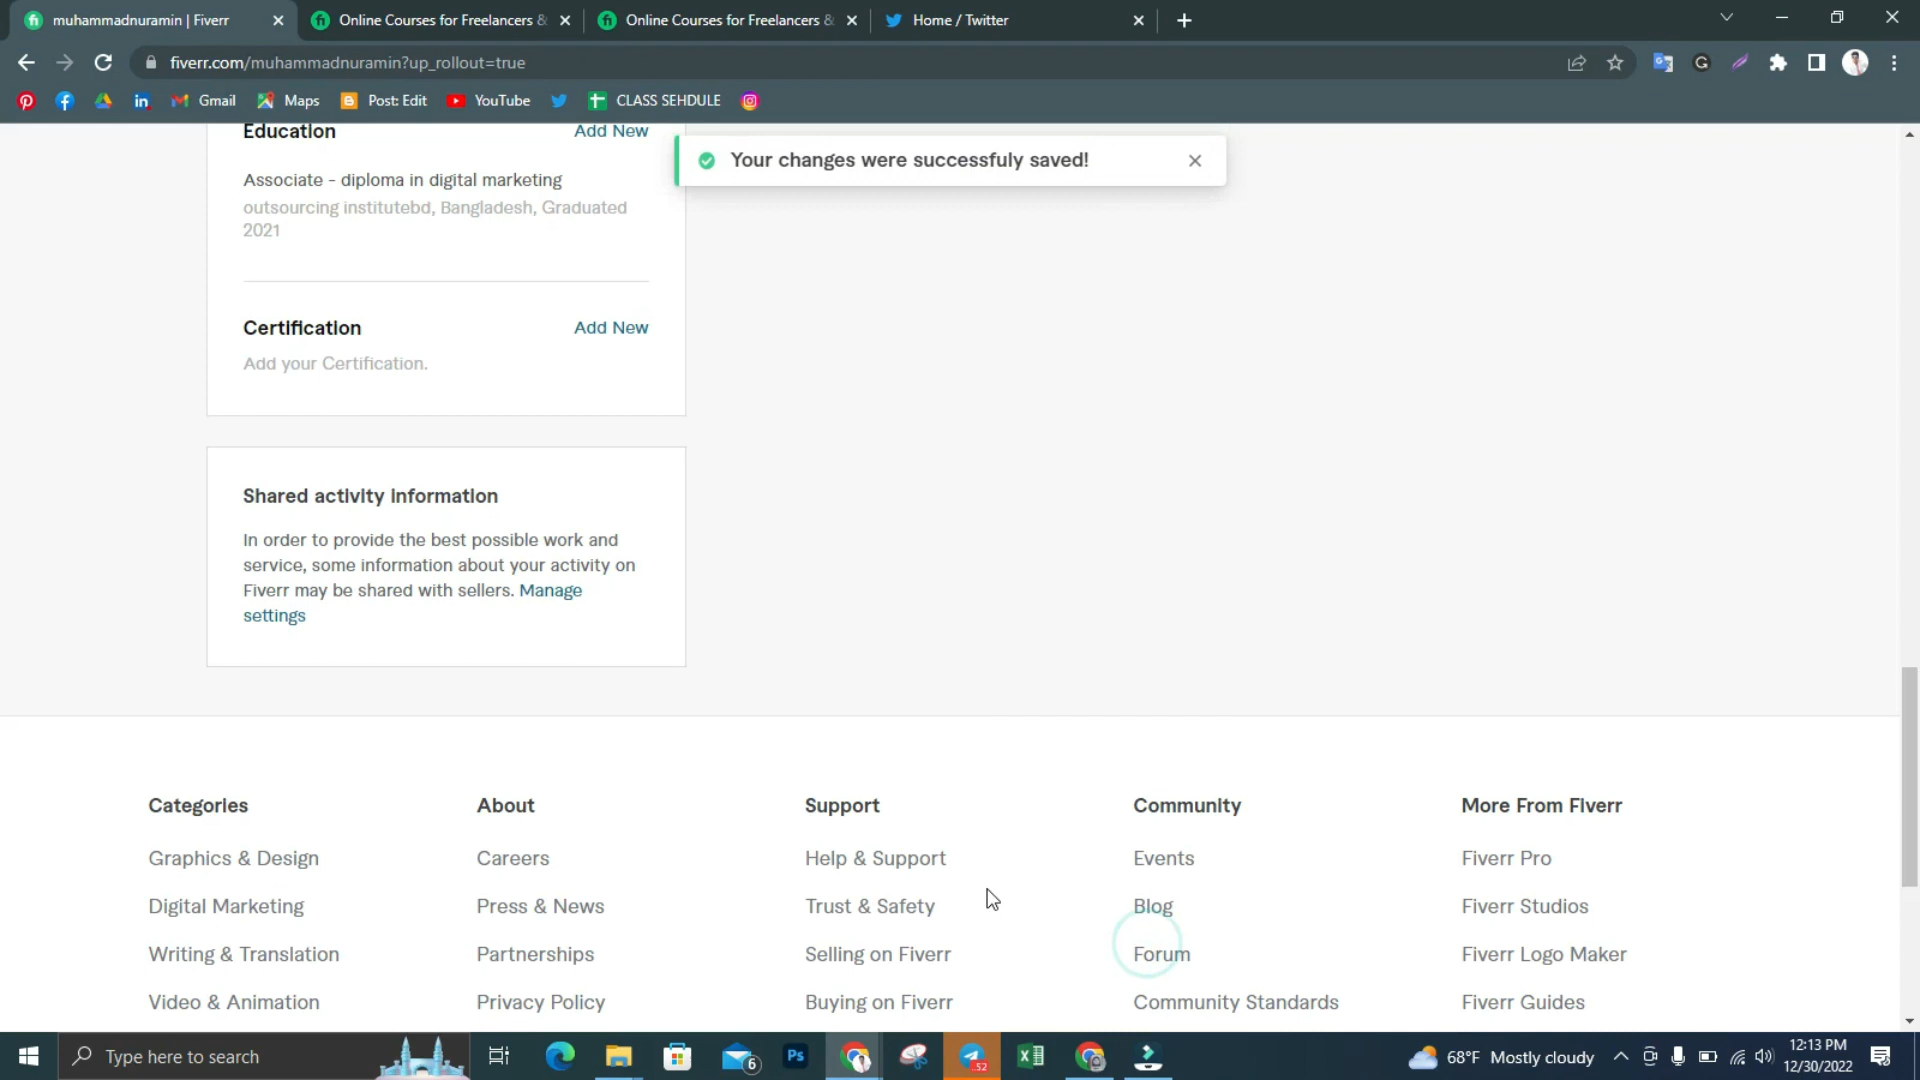 muhammadnuramin | Fiverr
Online Courses for Freelancers &
Online Courses for Freelancers &
Home / Twitter
fiverr.com/muhammadnuramin?up_rollout=true
Gmail
Maps
Post: Edit
YouTube
CLASS SEHDULE
Education
Add New
Your changes were successfuly saved!
Associate - diploma in digital marketing
outsourcing institutebd, Bangladesh, Graduated
2021
Certification
Add New
Add your Certification.
Shared activity information
In order to provide the best possible work and
service, some information about your activity on
Fiverr may be shared with sellers. Manage
settings
Categories
About
Support
Community
More From Fiverr
Graphics & Design
Careers
Help & Support
Events
Fiverr Pro
Digital Marketing
Press & News
Trust & Safety
Blog
Fiverr Studios
Writing & Translation
Partnerships
Selling on Fiverr
Forum
Fiverr Logo Maker
Video & Animation
Privacy Policy
Buying on Fiverr
Community Standards
Fiverr Guides
Type here to search
6
Ps
52
68°F Mostly cloudy
12:13 PM
12/30/2022